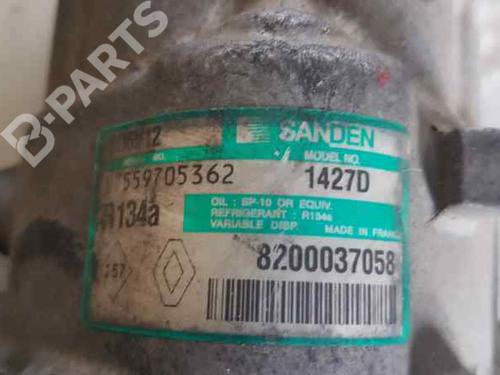 B-PARTS
SANDEN
MODEL NO.
559705362
1427D
R134a
OIL : SP-10 OR EQUIV.
REFRIGERANT : R134a
VARIABLE DISP. MADE IN FRANCE
8200037058